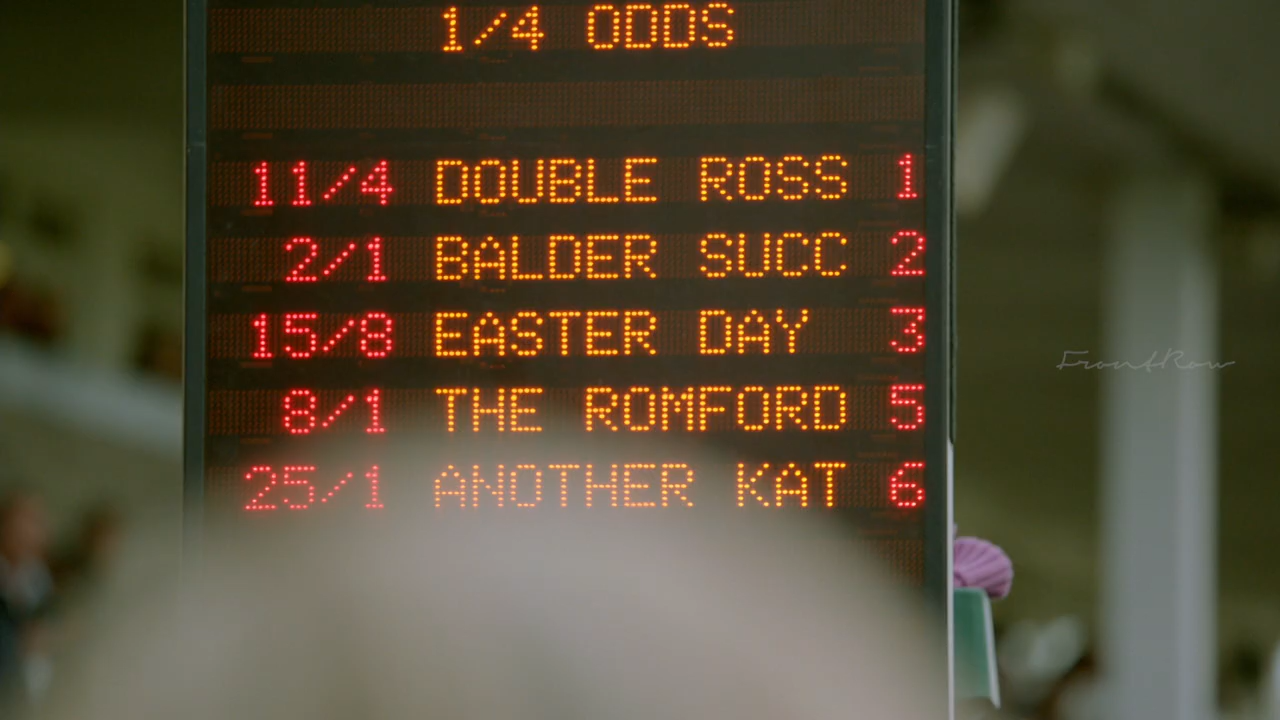 1/4 ODDS
11/4 DOUBLE ROSS 1
2/1 BALDER SUCC 2
15/8 EASTER DAY 3
8/1 THE ROMFORD 5
25/1 ANOTHER KAT 6
FrontRow